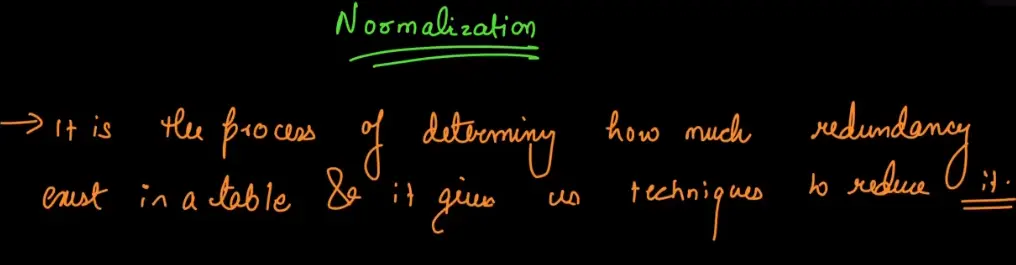 Normalization
→ It is the process of determing how much redundancy
exist in a table & it gives us techniques to reduce it.